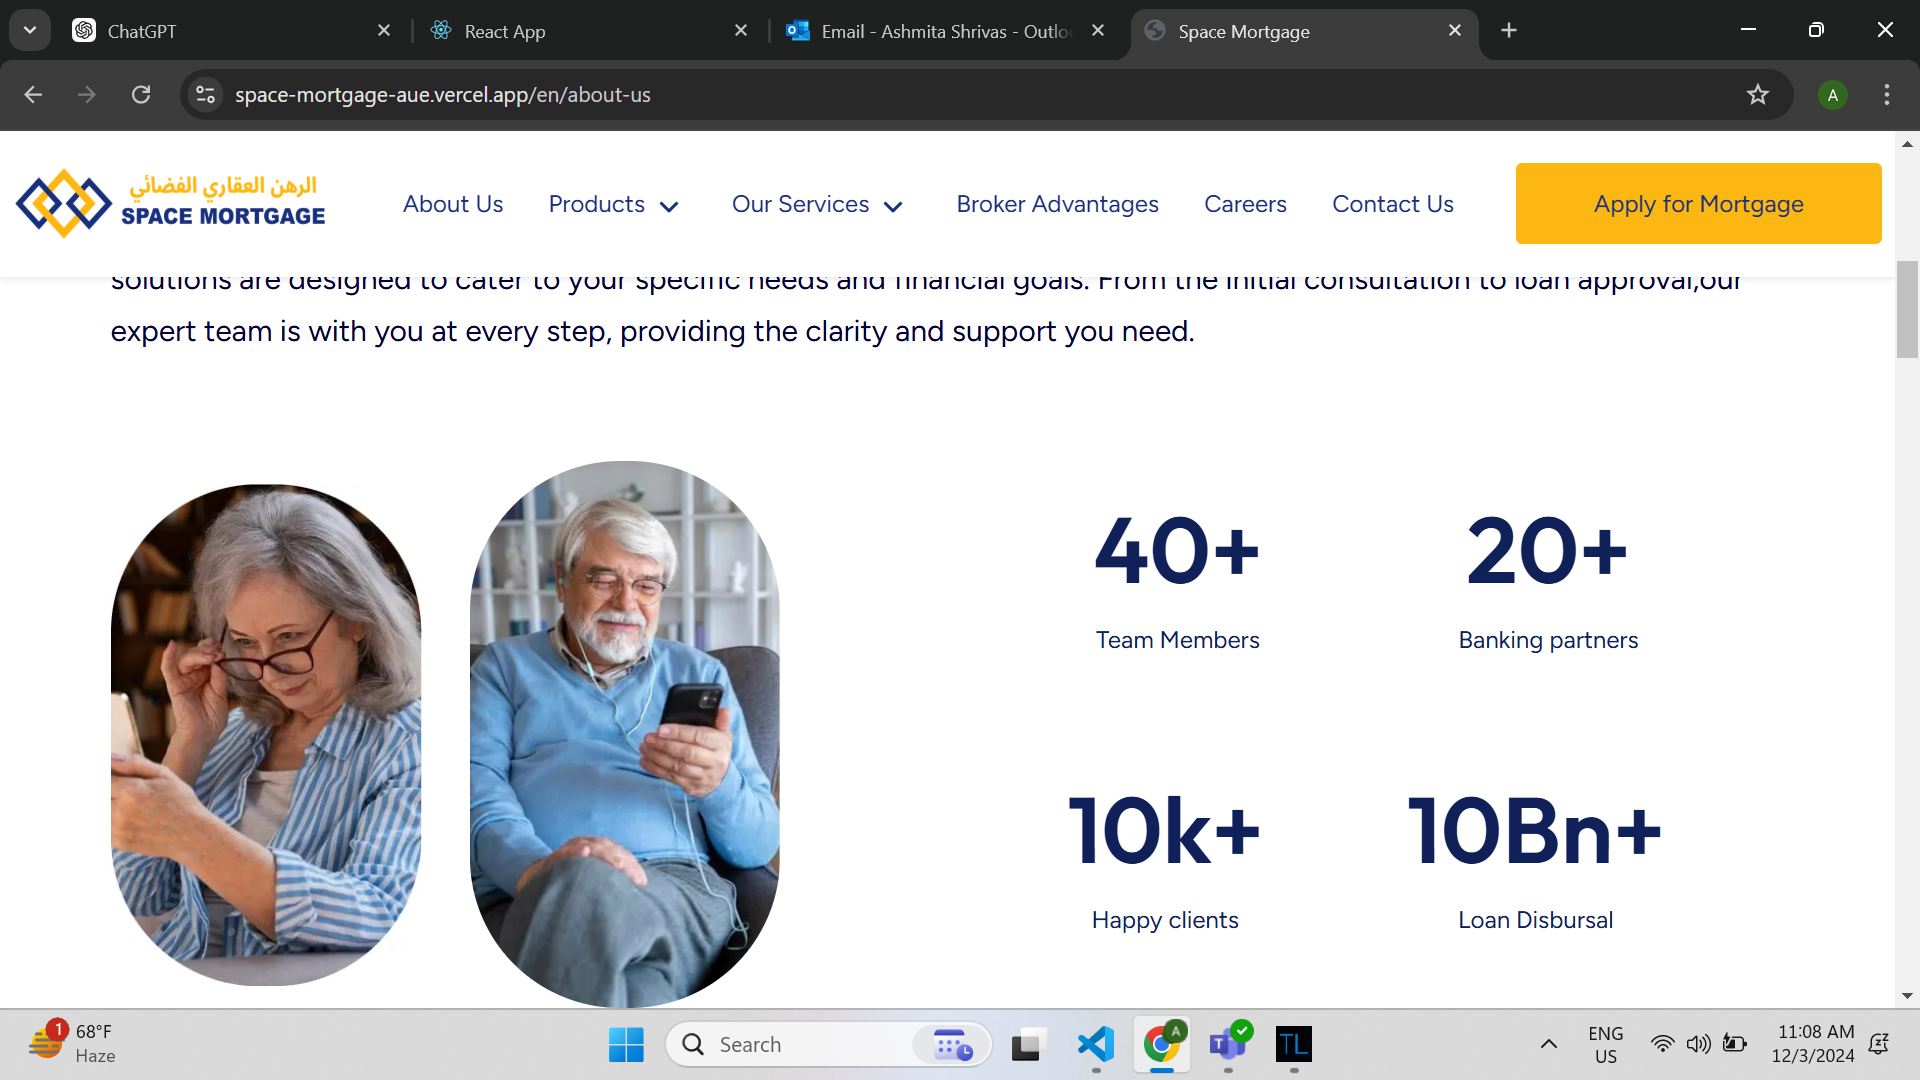 ChatGPT
React App
Email - Ashmita Shrivas - Outlo
Space Mortgage
space-mortgage-aue.vercel.app/en/about-us
A
الرهن العقاري الفضائي
SPACE MORTGAGE
About Us
Products
Our Services
Broker Advantages
Careers
Contact Us
Apply for Mortgage
solutions are designed to cater to your specific needs and financial goals. From the initial consultation to loan approval,our
expert team is with you at every step, providing the clarity and support you need.
40+
Team Members
20+
Banking partners
10k+
Happy clients
10Bn+
Loan Disbursal
1
68°F
Haze
Search
A
T
TL
ENG
US
11:08 AM
12/3/2024